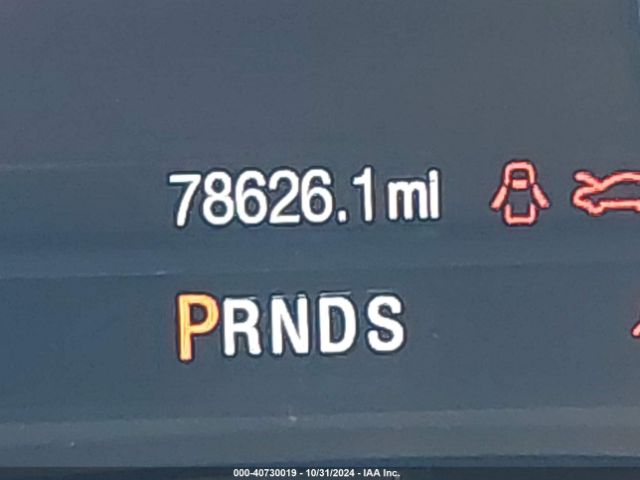 78626.1 mi
PRNDS
000-40730019 - 10/31/2024 - IAA Inc.